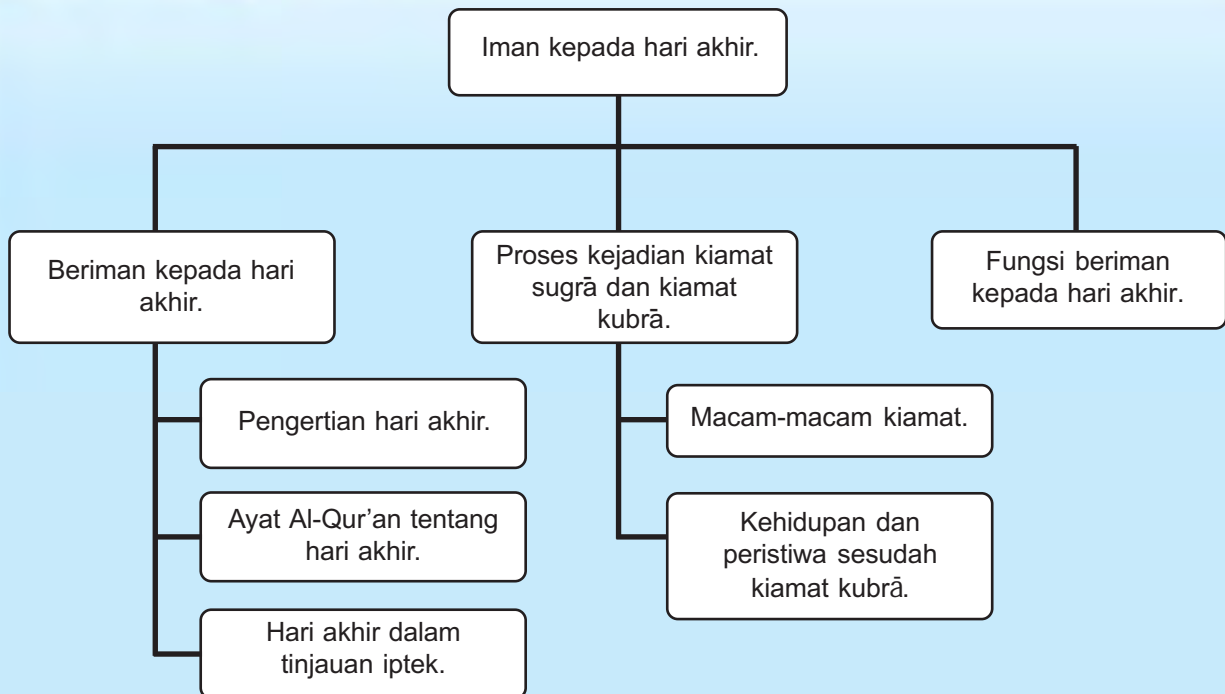 Iman kepada hari akhir.
Beriman kepada hari
akhir.
Pengertian hari akhir.
Ayat Al-Qur’an tentang
hari akhir.
Hari akhir dalam
tinjauan iptek.
Proses kejadian kiamat
sugrā dan kiamat
kubrā.
Macam-macam kiamat.
Kehidupan dan
peristiwa sesudah
kiamat kubrā.
Fungsi beriman
kepada hari akhir.